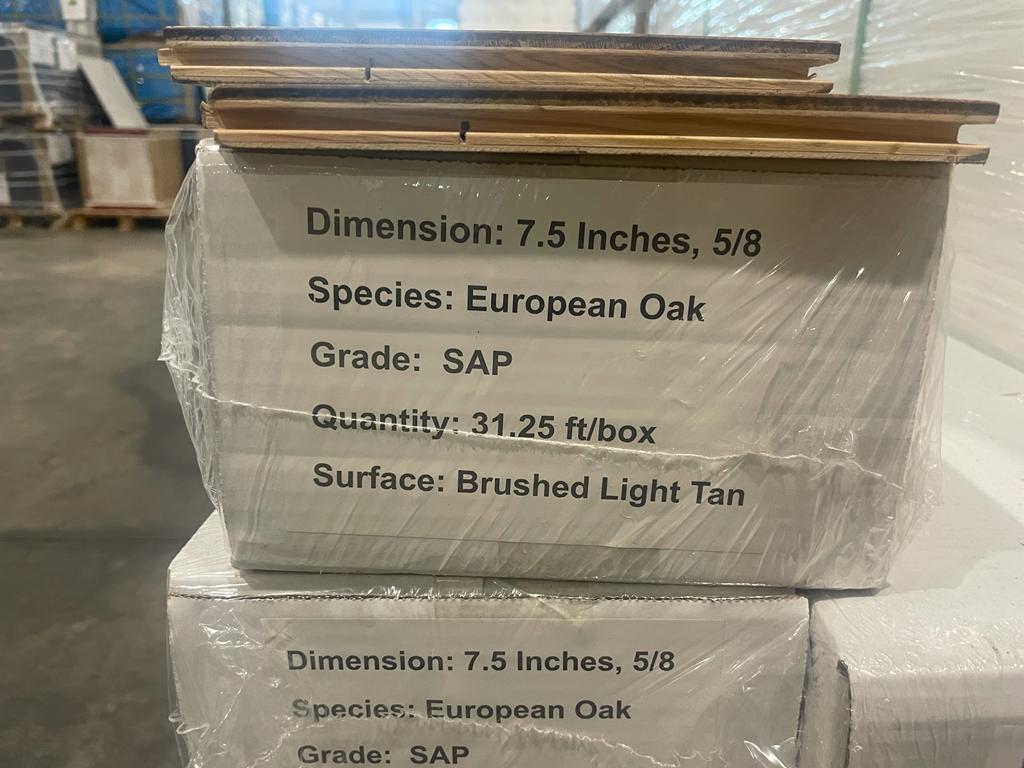 Dimension: 7.5 Inches, 5/8
Species: European Oak
Grade: SAP
Quantity: 31.25 ft/box
Surface: Brushed Light Tan
Dimension: 7.5 Inches, 5/8
Species: European Oak
Grade: SAP